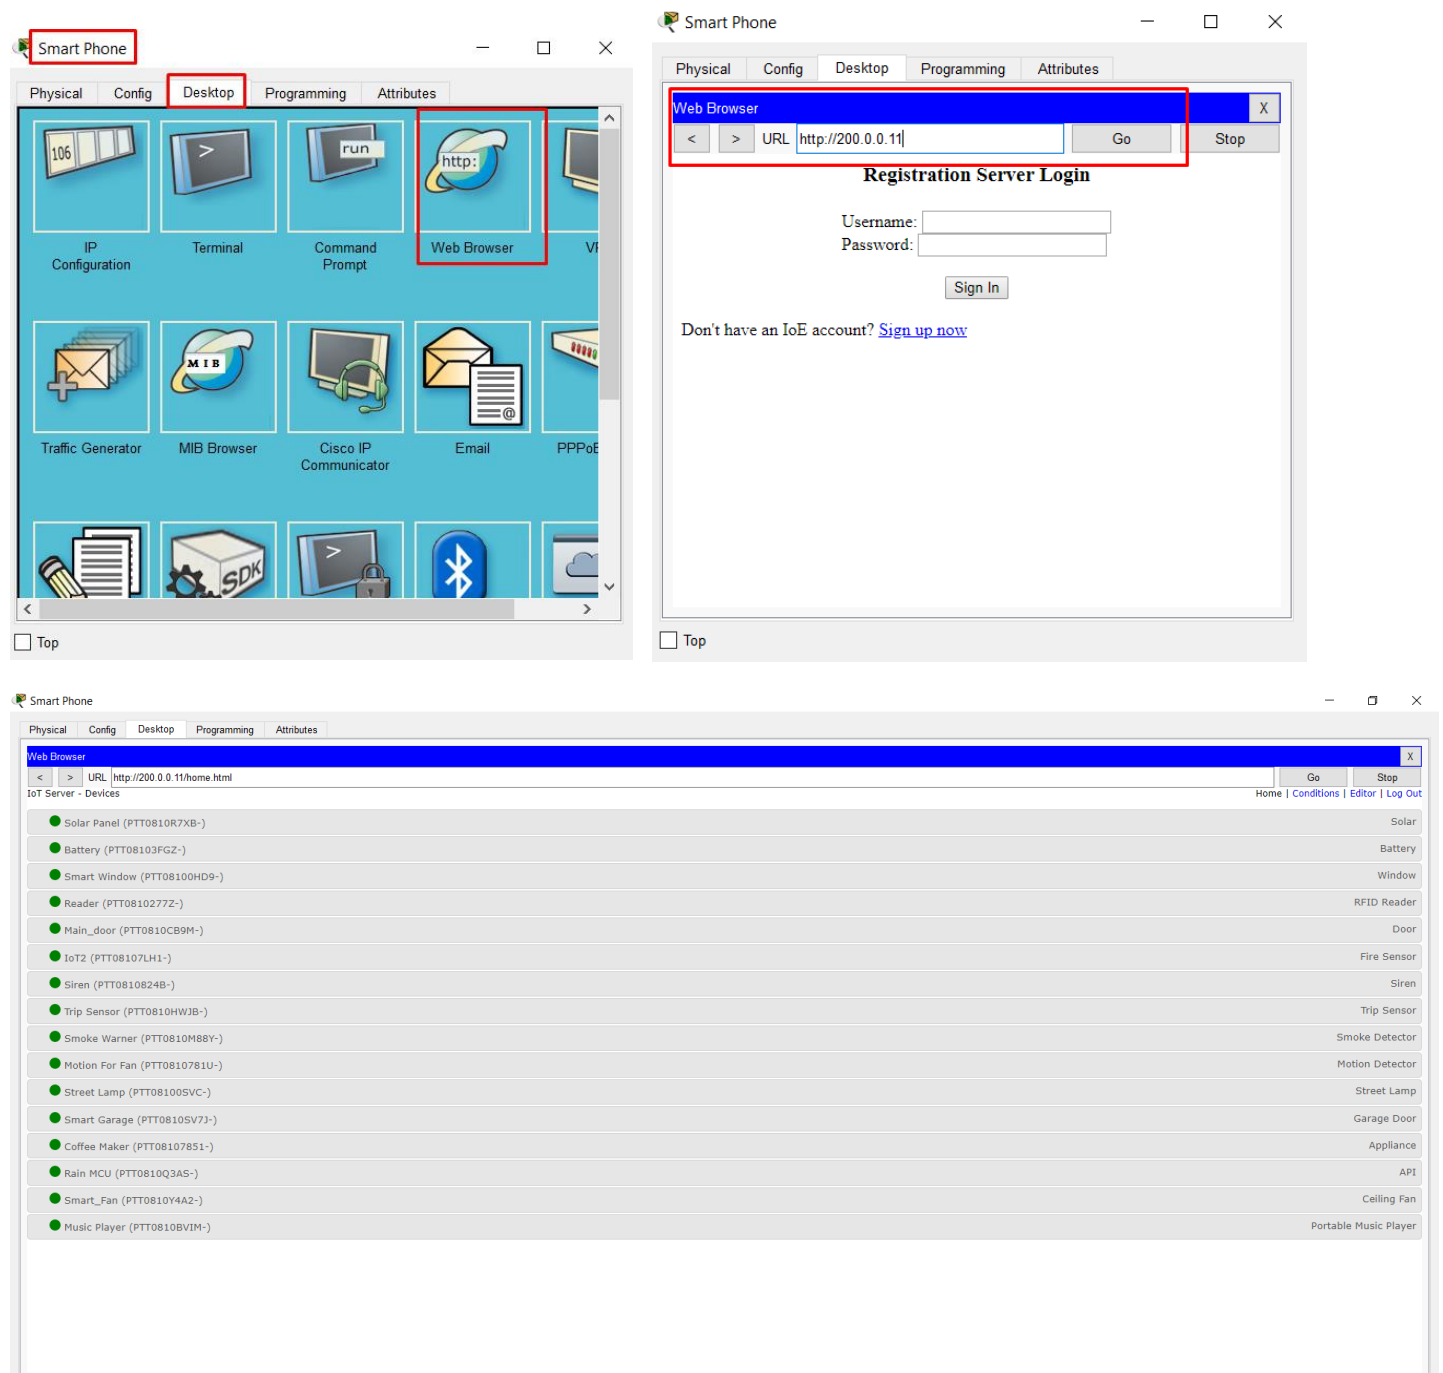 Smart Phone
Physical Config Desktop Programming Attributes
106
>
run
http:
IP Configuration
Terminal
Command Prompt
Web Browser
MIB
@
Traffic Generator
MIB Browser
Cisco IP Communicator
Email
>
SDK
Top
Smart Phone
Physical Config Desktop Programming Attributes
Web Browser X
< > URL http://200.0.0.11 Go Stop
Registration Server Login
Username:
Password:
Sign In
Don't have an IoE account? Sign up now
Top
Smart Phone
Physical Config Desktop Programming Attributes
Web Browser X
< > URL http://200.0.0.11/home.html Go Stop
IoT Server - Devices Home | Conditions | Editor | Log Out
Solar Panel (PTT0810R7XB-) Solar
Battery (PTT08103FGZ-) Battery
Smart Window (PTT08100HD9-) Window
Reader (PTT0810277Z-) RFID Reader
Main_door (PTT0810CB9M-) Door
IoT2 (PTT08107LH1-) Fire Sensor
Siren (PTT0810824B-) Siren
Trip Sensor (PTT0810HWJB-) Trip Sensor
Smoke Warner (PTT0810M88Y-) Smoke Detector
Motion For Fan (PTT0810781U-) Motion Detector
Street Lamp (PTT08100SVC-) Street Lamp
Smart Garage (PTT0810SV7J-) Garage Door
Coffee Maker (PTT08107851-) Appliance
Rain MCU (PTT0810Q3AS-) API
Smart_Fan (PTT0810Y4A2-) Ceiling Fan
Music Player (PTT0810BVIM-) Portable Music Player